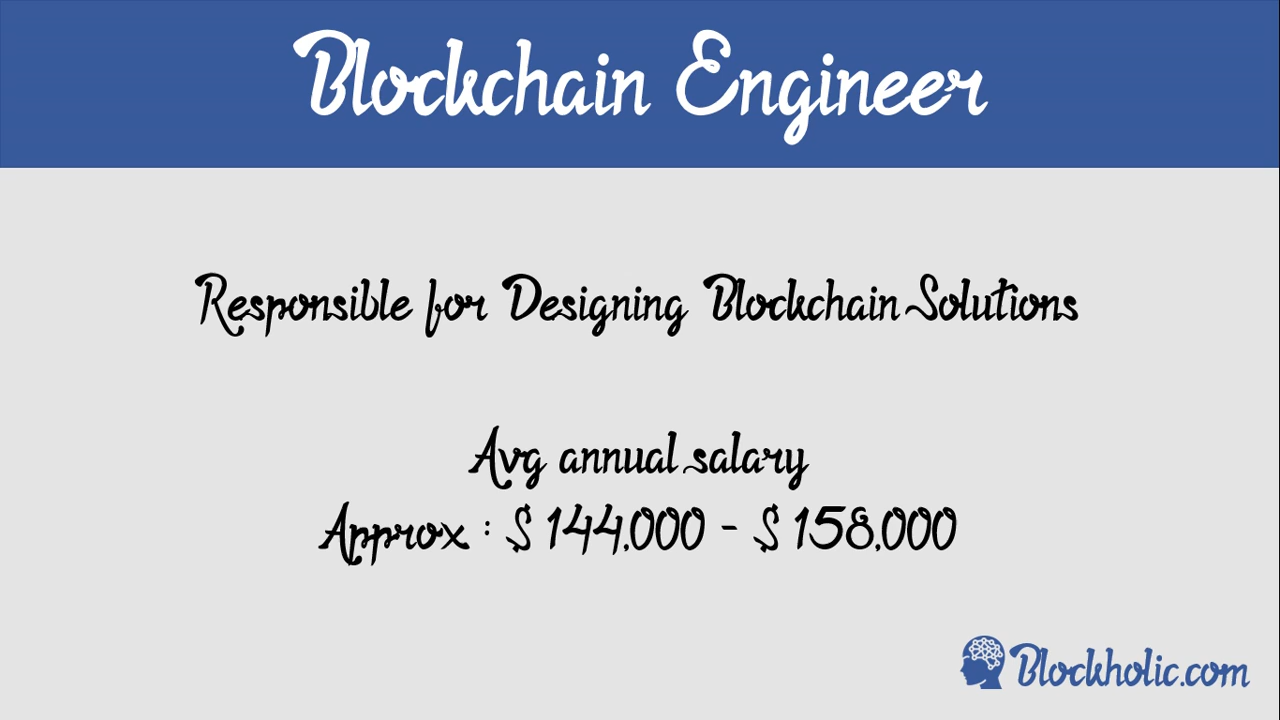 Blockchain Engineer
Responsible for Designing Blockchain Solutions
Avg annual salary
Approx : $ 144,000 - $ 158,000
Blockholic.com